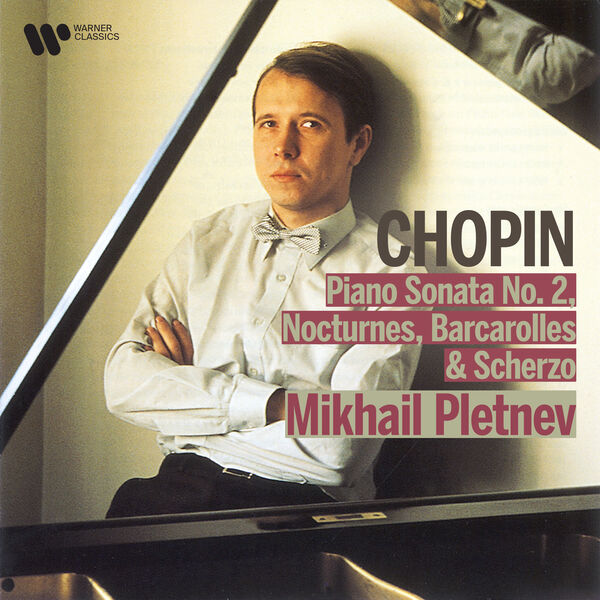 WARNER
CLASSICS
CHOPIN
Piano Sonata No. 2,
Nocturnes, Barcarolles
& Scherzo
Mikhail Pletnev